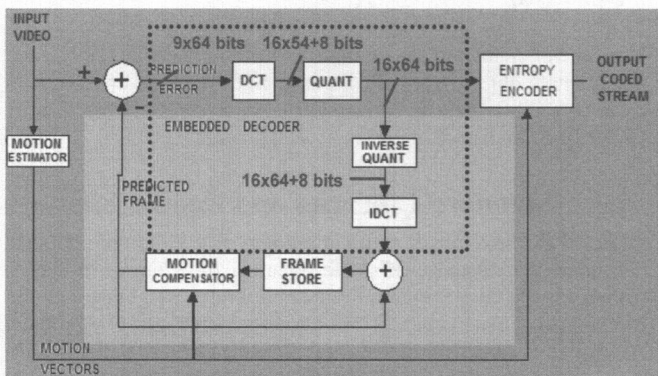 INPUT
VIDEO
9x64 bits
16x54+8 bits
16x64 bits
+
+
-
PREDICTION
ERROR
DCT
QUANT
ENTROPY
ENCODER
OUTPUT
CODED
STREAM
MOTION
ESTIMATOR
EMBEDDED DECODER
INVERSE
QUANT
PREDICTED
FRAME
16x64+8 bits
IDCT
MOTION
COMPENSATOR
FRAME
STORE
+
MOTION
VECTORS